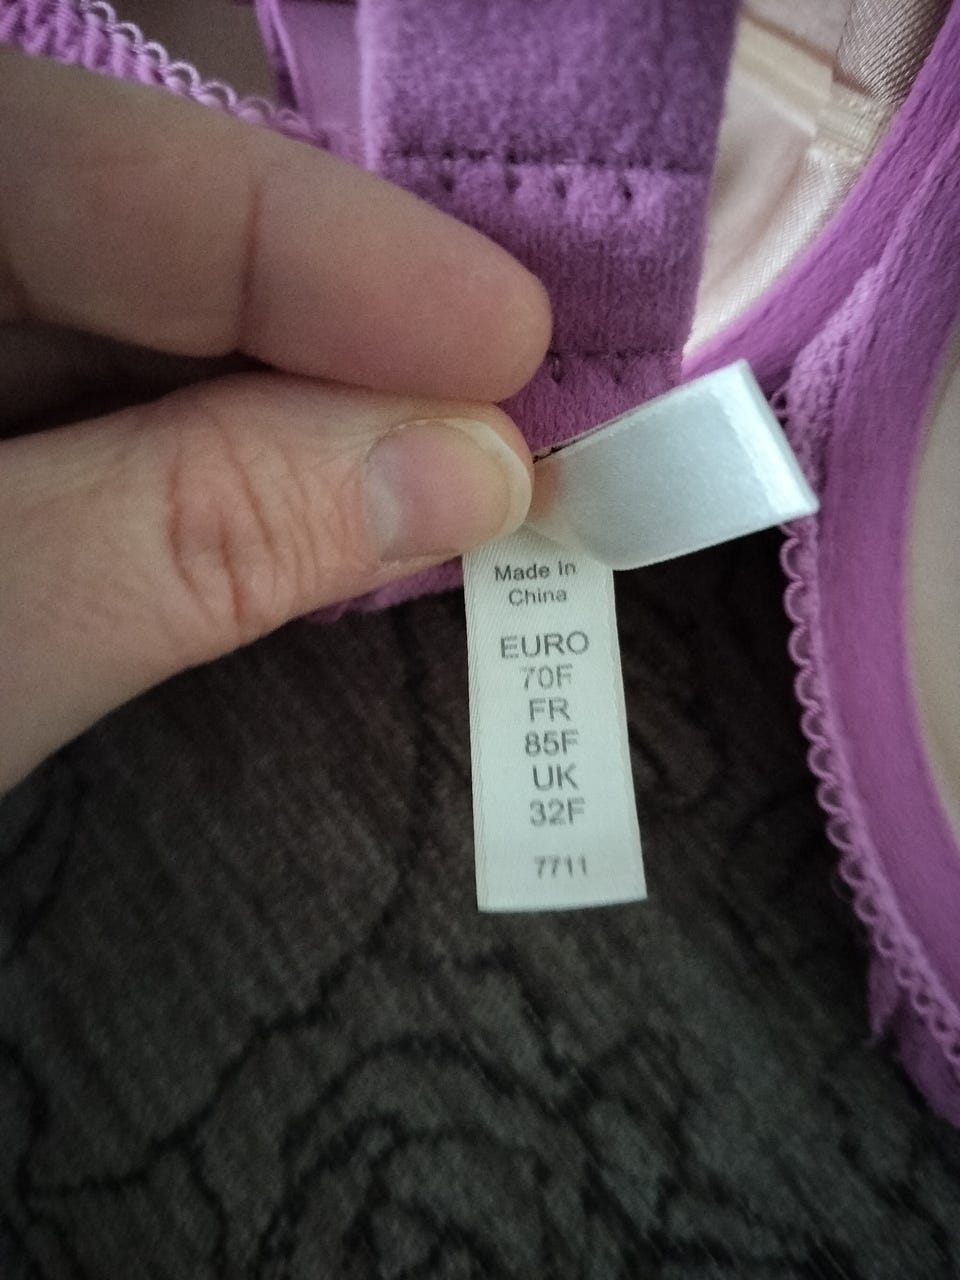 Made in
China
EURO
70F
FR
85F
UK
32F
7711